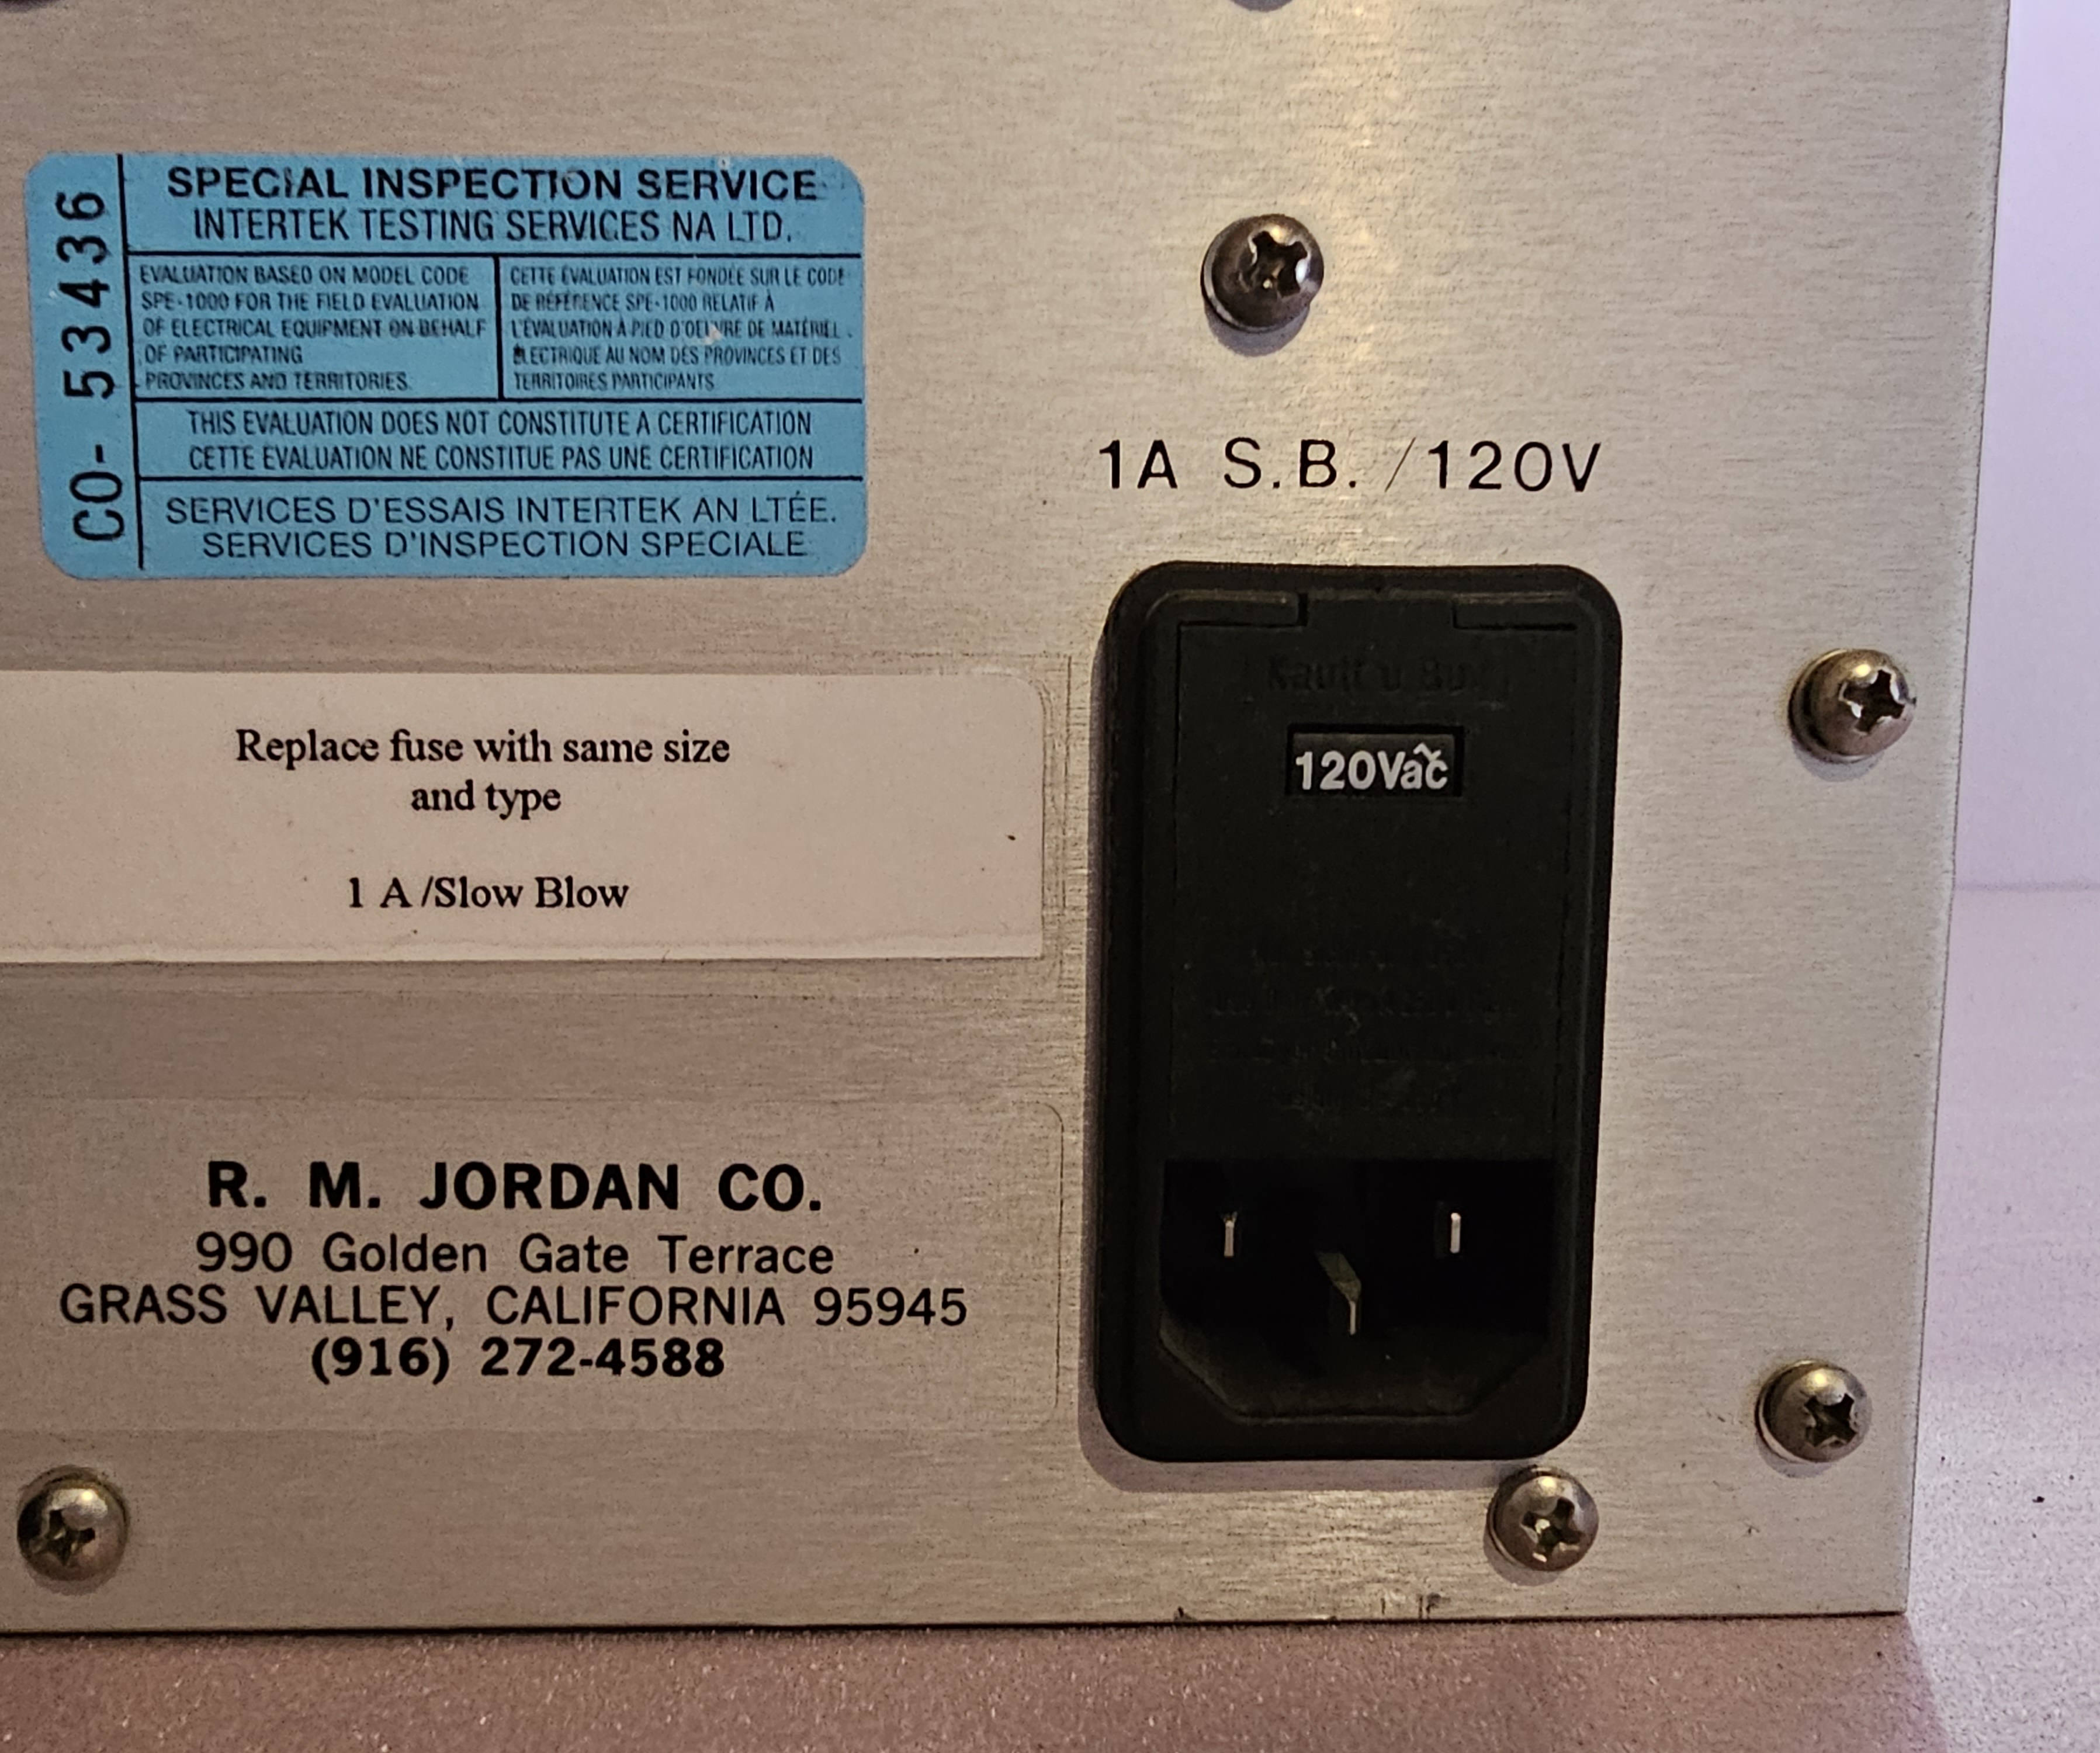 CO- 53436
SPECIAL INSPECTION SERVICE
INTERTEK TESTING SERVICES NA LTD.
EVALUATION BASED ON MODEL CODE
SPE-1000 FOR THE FIELD EVALUATION
OF ELECTRICAL EQUIPMENT ON BEHALF
OF PARTICIPATING
PROVINCES AND TERRITORIES
CETTE ÉVALUATION EST FONDÉE SUR LE CODE
DE RÉFÉRENCE SPE-1000 RELATIF À
L'ÉVALUATION À PIED D'OEUVRE DE MATÉRIEL
ÉLECTRIQUE AU NOM DES PROVINCES ET DES
TERRITOIRES PARTICIPANTS
THIS EVALUATION DOES NOT CONSTITUTE A CERTIFICATION
CETTE EVALUATION NE CONSTITUE PAS UNE CERTIFICATION
SERVICES D'ESSAIS INTERTEK AN LTÉE.
SERVICES D'INSPECTION SPECIALE
1A S.B. /120V
120Vac
Replace fuse with same size
and type
1 A /Slow Blow
R. M. JORDAN CO.
990 Golden Gate Terrace
GRASS VALLEY, CALIFORNIA 95945
(916) 272-4588